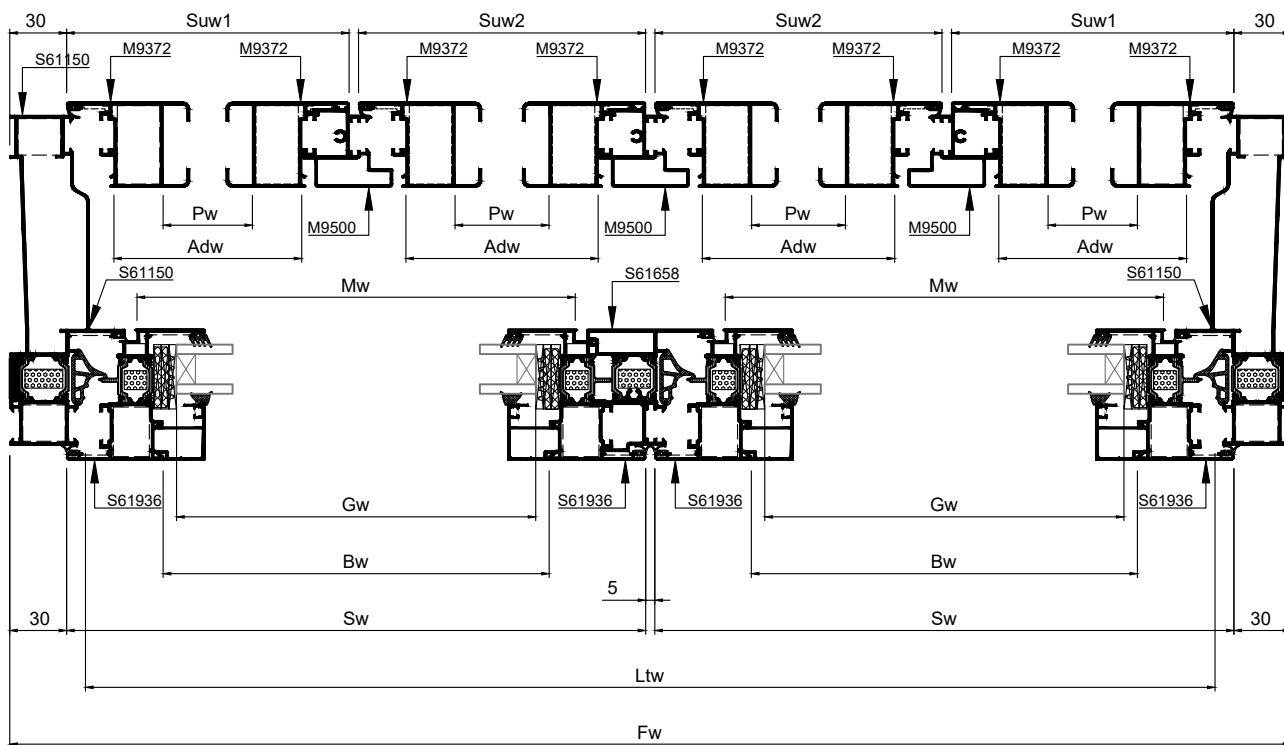 30 Suw1 Suw2 Suw2 Suw1 30
M9372 M9372 M9372 M9372 M9372 M9372 M9372 M9372
S61150
Pw Pw Pw Pw
M9500 M9500 M9500
Adw Adw Adw Adw
S61150 S61658 S61150
Mw Mw
S61936 S61936 S61936 S61936
Gw Gw
Bw Bw
5
30 Sw Sw 30
Ltw
Fw